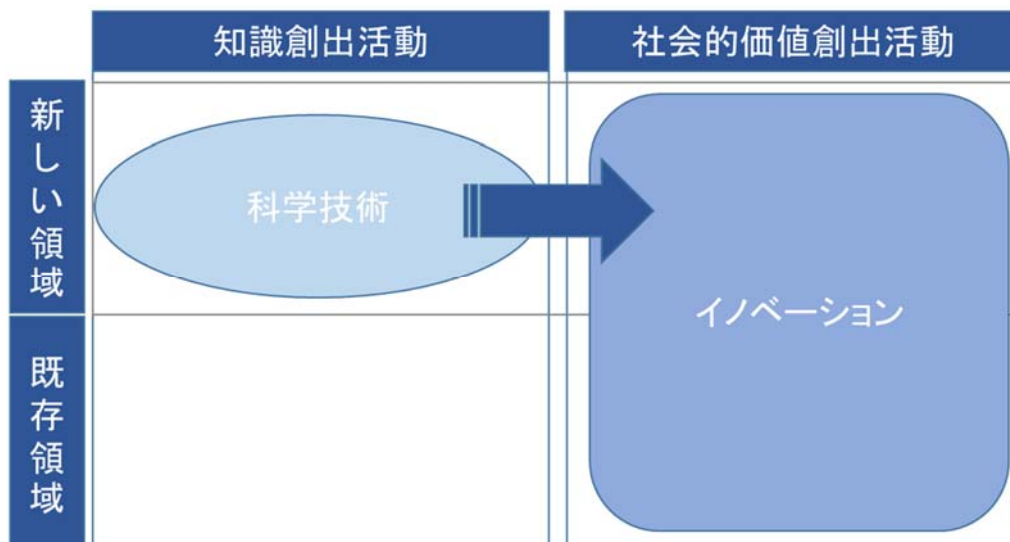 知識創出活動
社会的価値創出活動
新しい領域
科学技術
イノベーション
既存領域